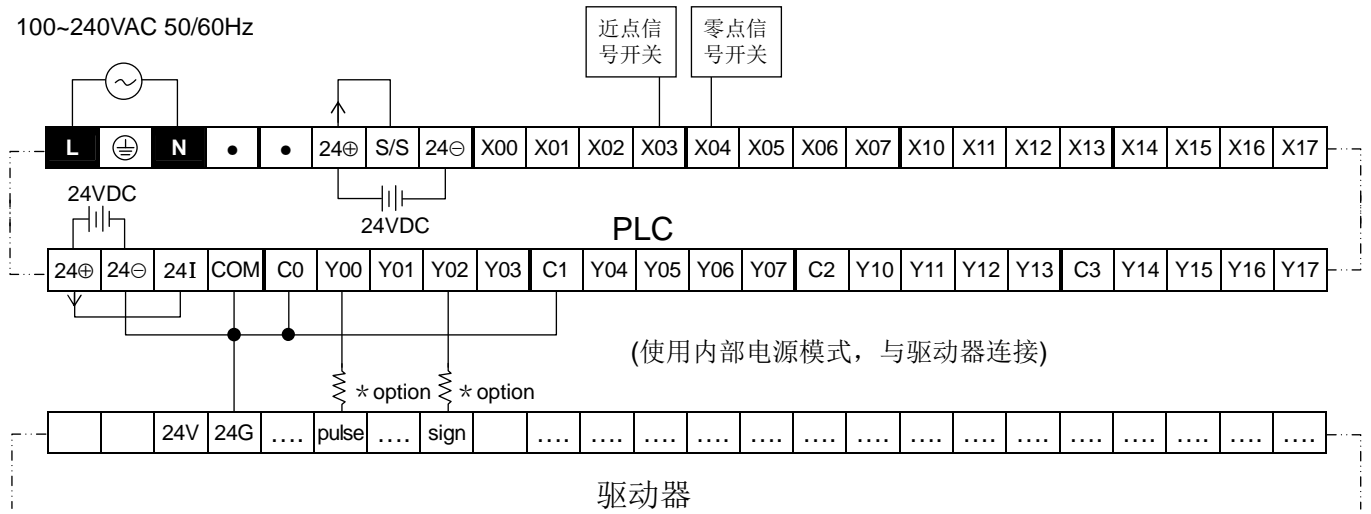 100~240VAC 50/60Hz
近点信
号开关
零点信
号开关
L N • • 24⊕ S/S 24⊖ X00 X01 X02 X03 X04 X05 X06 X07 X10 X11 X12 X13 X14 X15 X16 X17
24VDC
24VDC
PLC
24⊕ 24⊖ 24I COM C0 Y00 Y01 Y02 Y03 C1 Y04 Y05 Y06 Y07 C2 Y10 Y11 Y12 Y13 C3 Y14 Y15 Y16 Y17
(使用内部电源模式，与驱动器连接)
＊option ＊option
24V 24G .... pulse .... sign .... .... .... .... .... .... .... .... .... .... .... .... .... .... ....
驱动器